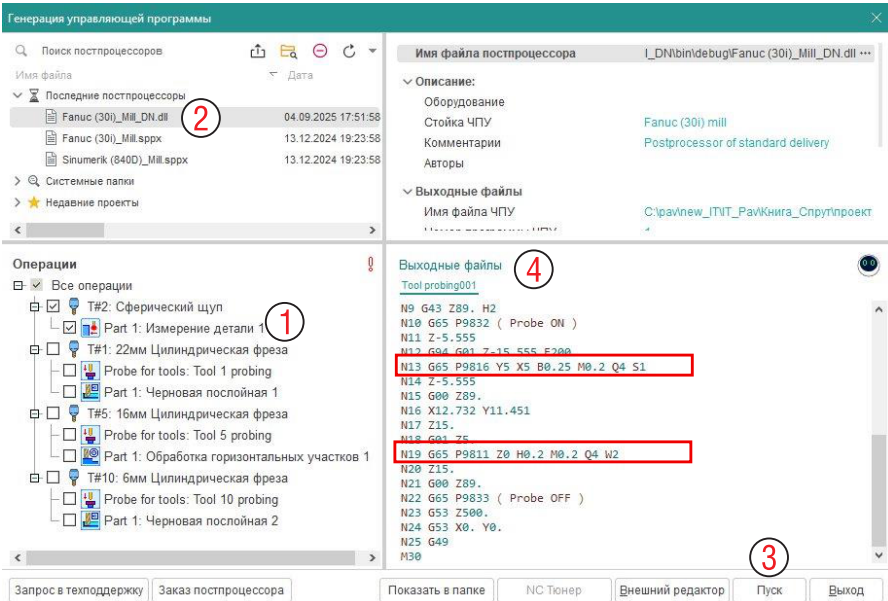 Генерация управляющей программы
Поиск постпроцессоров
Имя файла Дата
Последние постпроцессоры
Fanuc (30i)_Mill_DN.dll 04.09.2025 17:51:58
2
Fanuc (30i)_Mill.sppx 13.12.2024 19:23:58
Sinumerik (840D)_Mill.sppx 13.12.2024 19:23:58
Системные папки
Недавние проекты
Имя файла постпроцессора I_DN\bin\debug\Fanuc (30i)_Mill_DN.dll ···
Описание:
Оборудование
Стойка ЧПУ Fanuc (30i) mill
Комментарии Postprocessor of standard delivery
Авторы
Выходные файлы
Имя файла ЧПУ C:\pav\new_IT\IT_Pav\Книга_Спрут\проект
Операции
Все операции
T#2: Сферический щуп
Part 1: Измерение детали 1
1
T#1: 22мм Цилиндрическая фреза
Probe for tools: Tool 1 probing
Part 1: Черновая послойная 1
T#5: 16мм Цилиндрическая фреза
Probe for tools: Tool 5 probing
Part 1: Обработка горизонтальных участков 1
T#10: 6мм Цилиндрическая фреза
Probe for tools: Tool 10 probing
Part 1: Черновая послойная 2
Выходные файлы
4
Tool probing001
N9 G43 Z89. H2
N10 G65 P9832 ( Probe ON )
N11 Z-5.555
N12 G94 G01 Z-15.555 F200
N13 G65 P9816 Y5 X5 B0.25 M0.2 Q4 S1
N14 Z-5.555
N15 G00 Z89.
N16 X12.732 Y11.451
N17 Z15.
N18 G01 Z5.
N19 G65 P9811 Z0 H0.2 M0.2 Q4 W2
N20 Z15.
N21 G00 Z89.
N22 G65 P9833 ( Probe OFF )
N23 G53 Z500.
N24 G53 X0. Y0.
N25 G49
M30
3
Запрос в техподдержку Заказ постпроцессора Показать в папке NC Тюнер Внешний редактор Пуск Выход